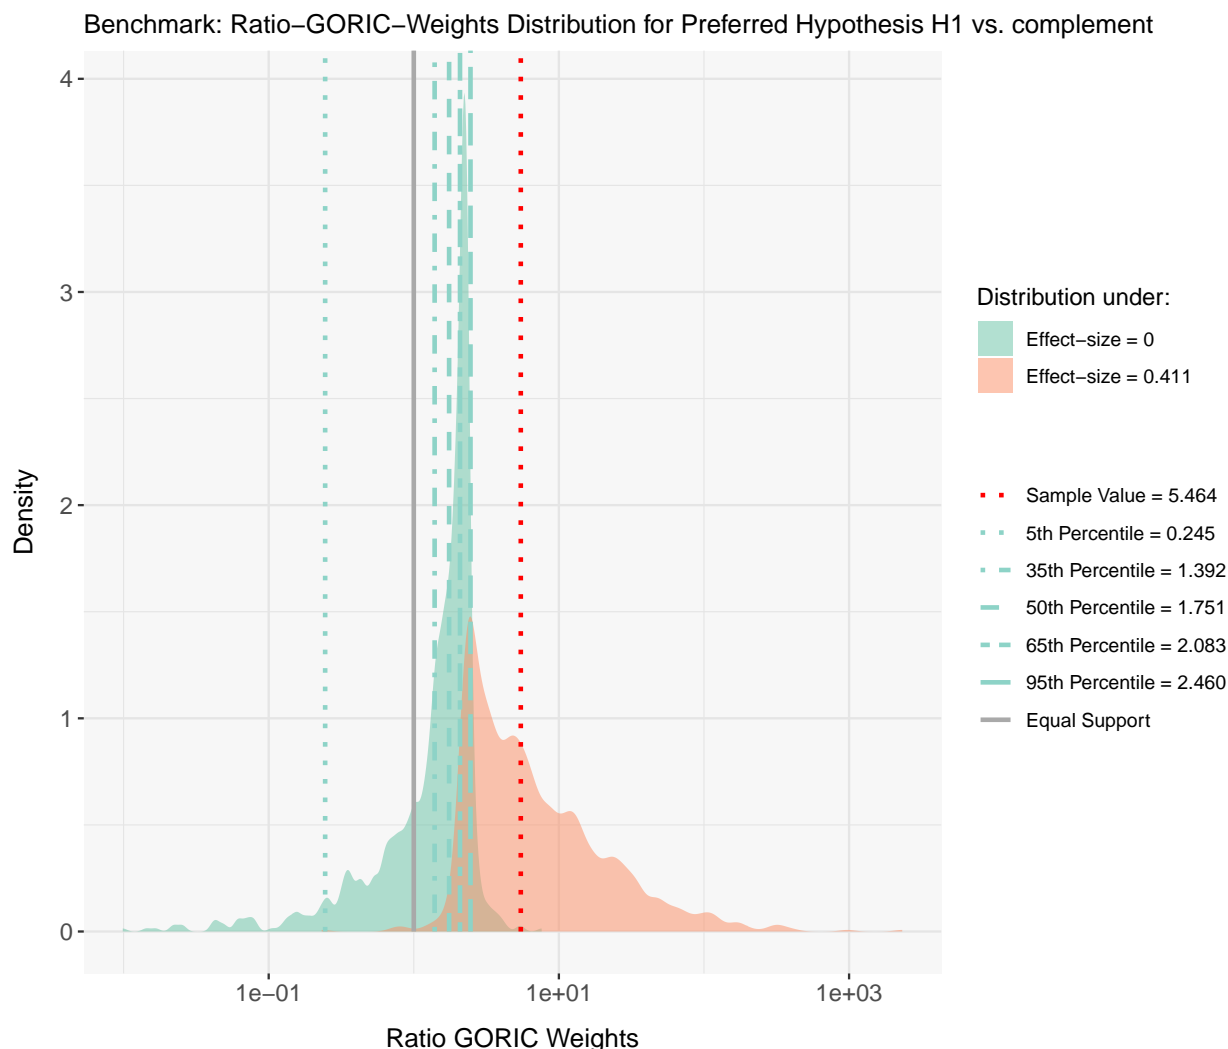 Benchmark: Ratio−GORIC−Weights Distribution for Preferred Hypothesis H1 vs. complement
4
3
2
1
0
Density
1e−01
1e+01
1e+03
Ratio GORIC Weights
Distribution under:
Effect−size = 0
Effect−size = 0.411
Sample Value = 5.464
5th Percentile = 0.245
35th Percentile = 1.392
50th Percentile = 1.751
65th Percentile = 2.083
95th Percentile = 2.460
Equal Support